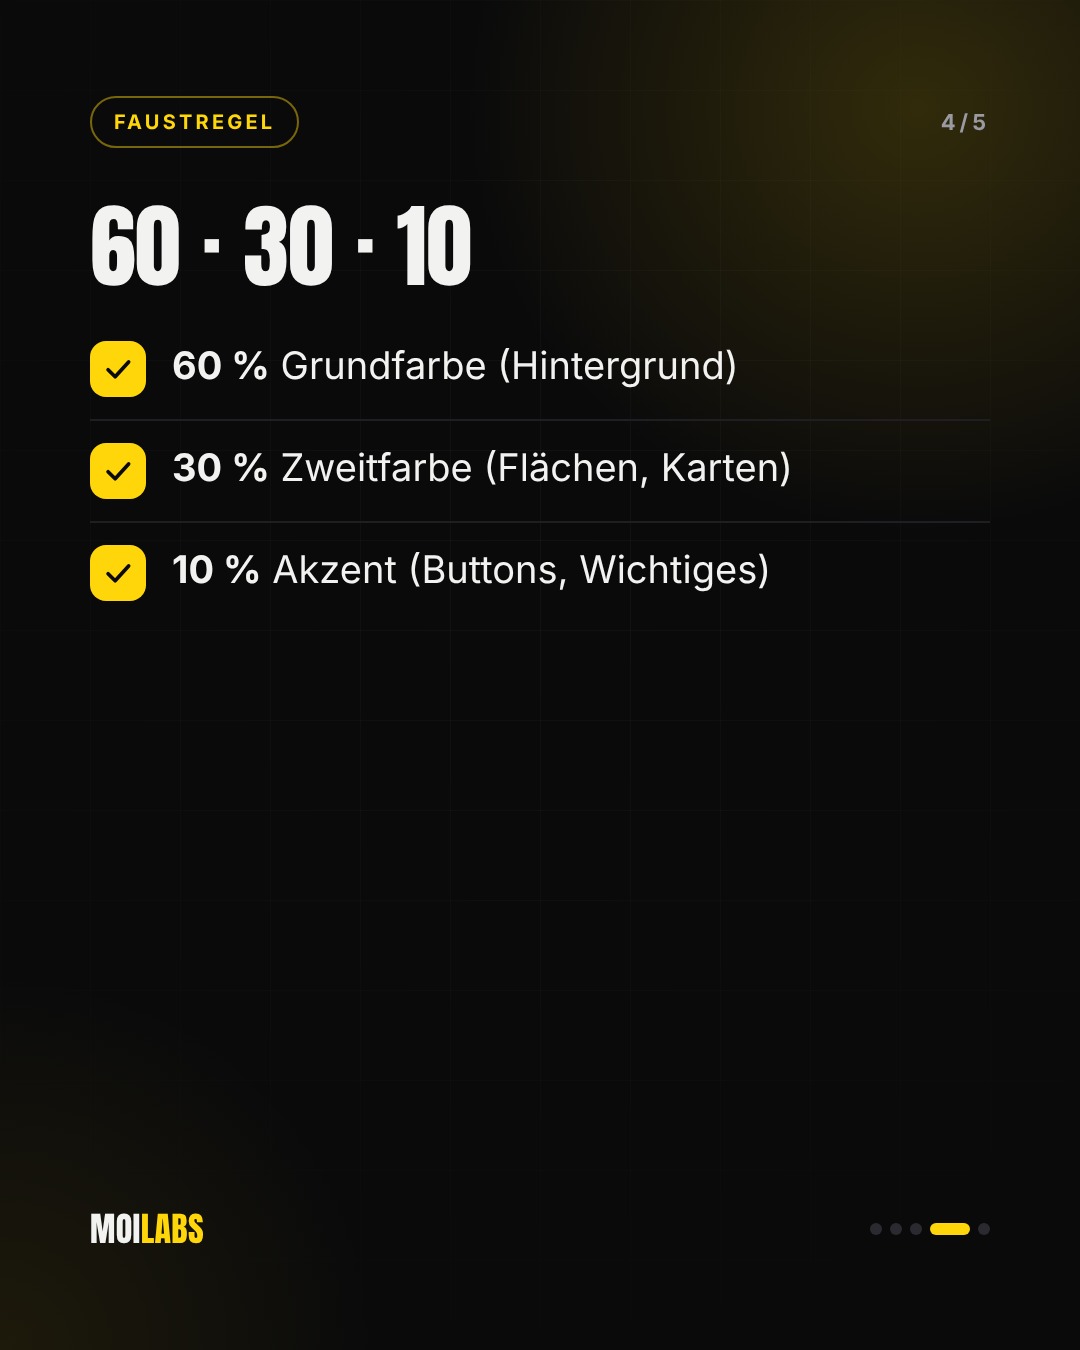 FAUSTREGEL
4/5
60 · 30 · 10
60 % Grundfarbe (Hintergrund)
30 % Zweitfarbe (Flächen, Karten)
10 % Akzent (Buttons, Wichtiges)
MOILABS